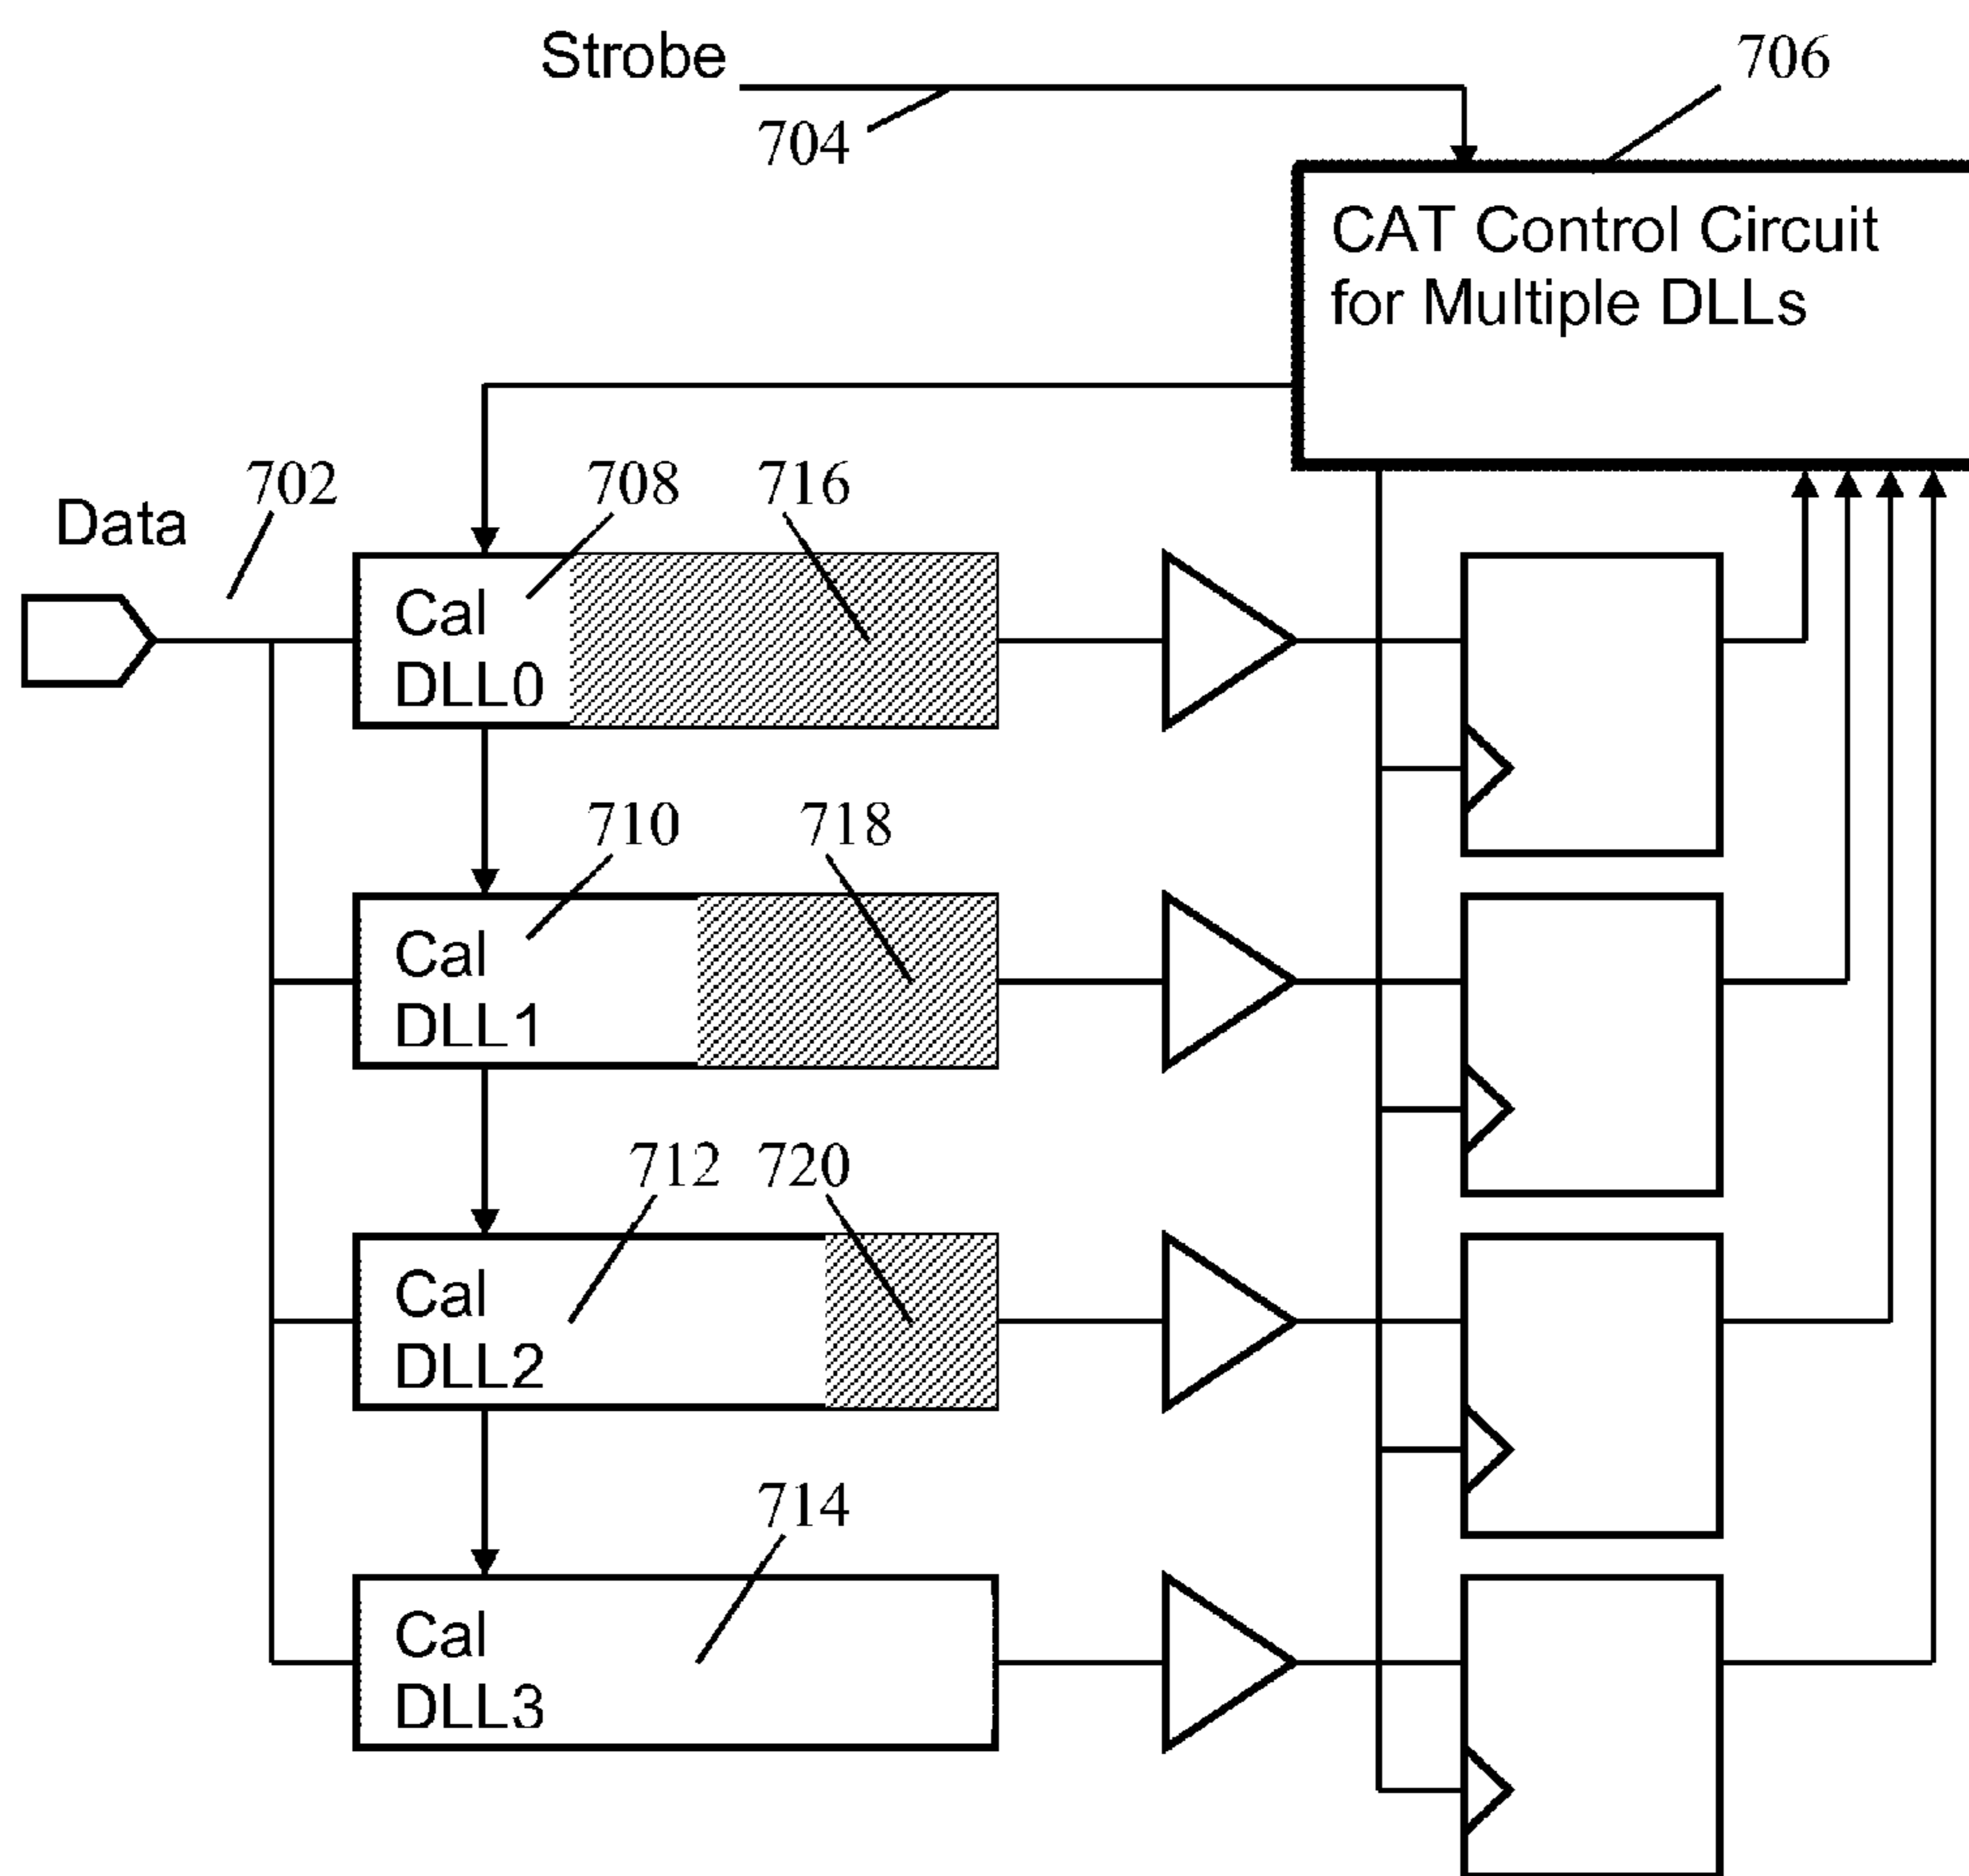 Strobe
704
706
CAT Control Circuit
for Multiple DLLs
Data
702
708
716
Cal
DLL0
710
718
Cal
DLL1
712
720
Cal
DLL2
714
Cal
DLL3